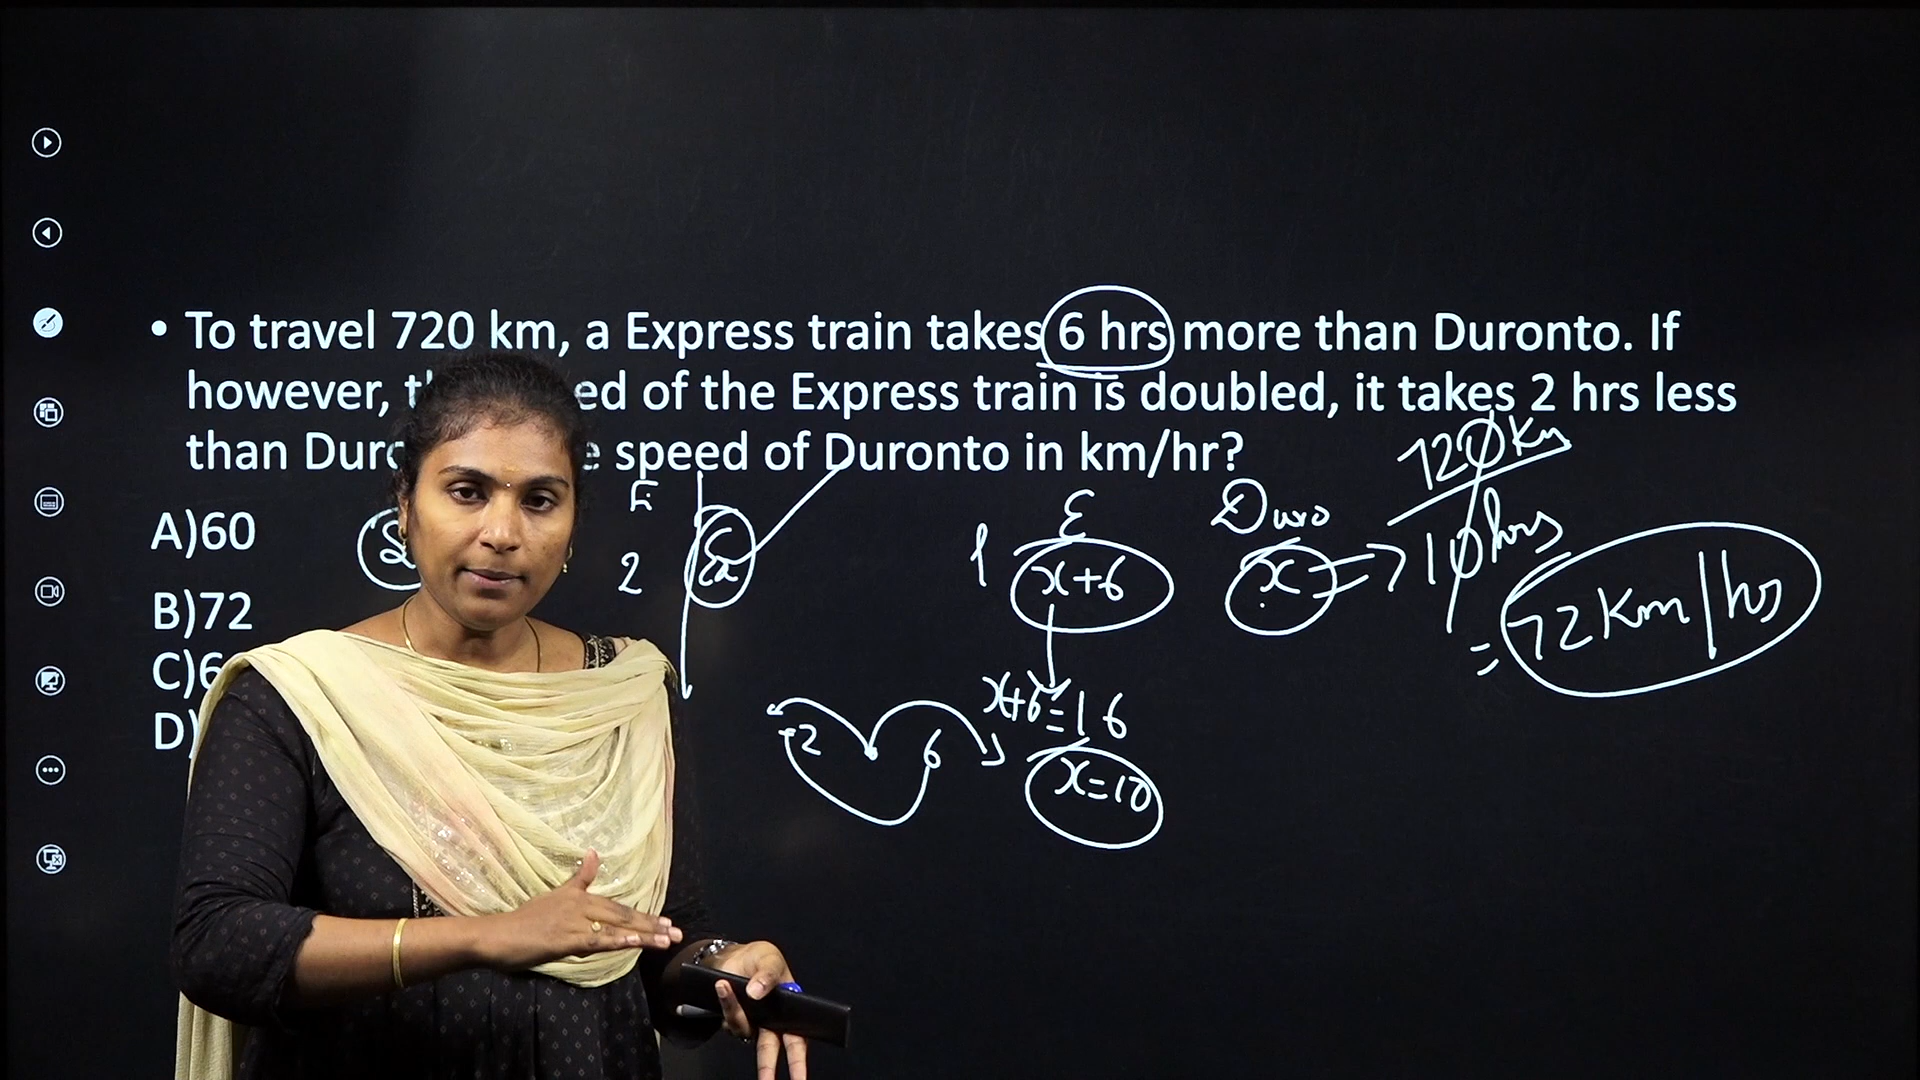 • To travel 720 km, a Express train takes 6 hrs more than Duronto. If
however, ed of the Express train is doubled, it takes 2 hrs less
than Duro speed of Duronto in km/hr?
A)60
B)72
C)6
D)
E
2
E Duro
1 x+6 x
720 Km
10 hrs
= 72 Km/hr
x+6=16
x=10
2 6